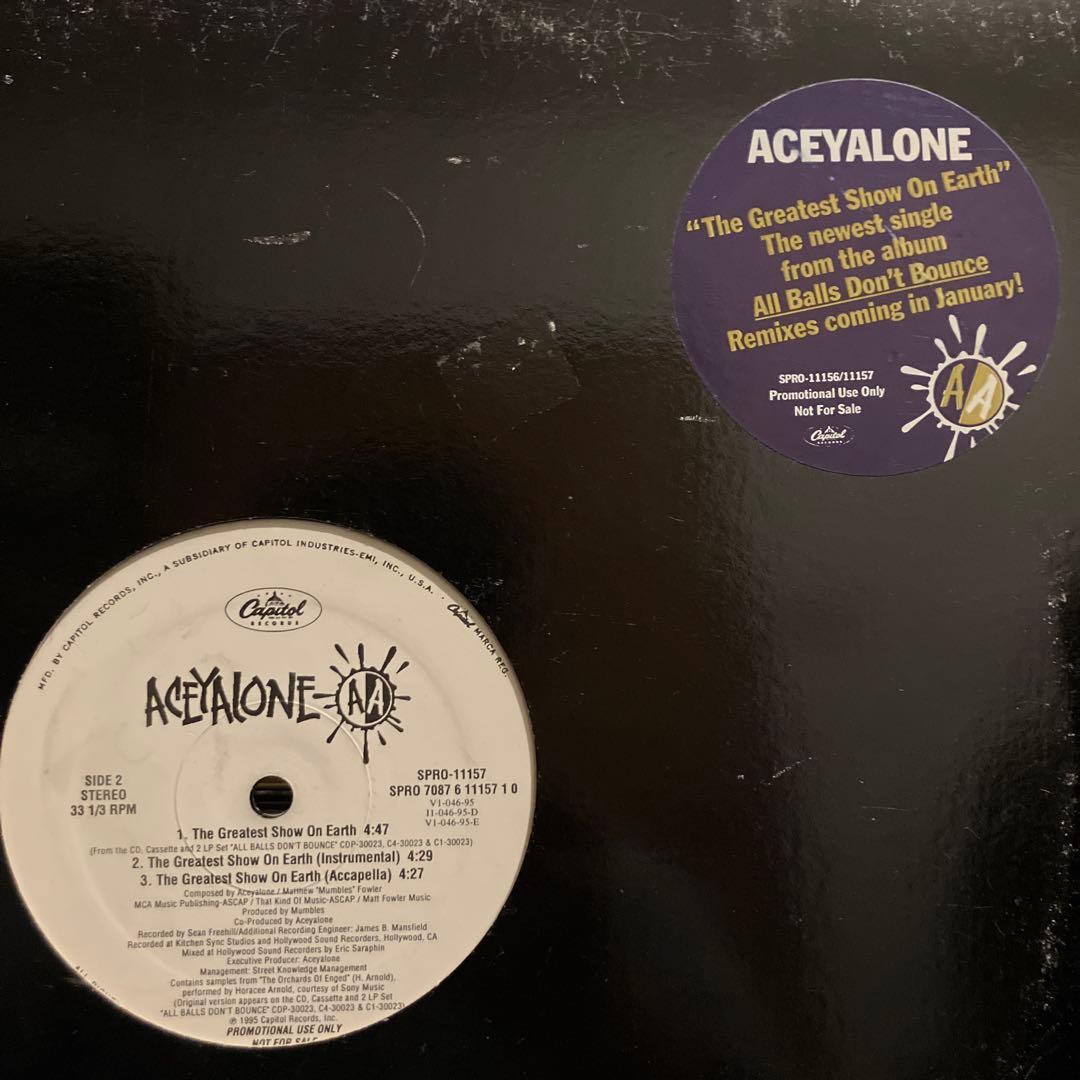 ACEYALONE
“The Greatest Show On Earth”
The newest single
from the album
All Balls Don't Bounce
Remixes coming in January!
SPRO-11156/11157
Promotional Use Only
Not For Sale
AA
Capitol
RECORDS
MFD. BY CAPITOL RECORDS, INC., A SUBSIDIARY OF CAPITOL INDUSTRIES-EMI, INC., U.S.A. · Capitol MARCA REG.
Capitol
RECORDS
ACEYALONE AA
SIDE 2
STEREO
33 1/3 RPM
SPRO-11157
SPRO 7087 6 11157 1 0
V1-046-95
11-046-95-D
V1-046-95-E
1. The Greatest Show On Earth 4:47
(From the CD, Cassette and 2 LP Set "ALL BALLS DON'T BOUNCE" CDP-30023, C4-30023 & C1-30023)
2. The Greatest Show On Earth (Instrumental) 4:29
3. The Greatest Show On Earth (Accapella) 4:27
Composed by Aceyalone / Matthew "Mumbles" Fowler
MCA Music Publishing-ASCAP / That Kind Of Music-ASCAP / Matt Fowler Music
Produced by Mumbles
Co-Produced by Aceyalone
Recorded by Sean Freehill/Additional Recording Engineer: James B. Mansfield
Recorded at Kitchen Sync Studios and Hollywood Sound Recorders, Hollywood, CA
Mixed at Hollywood Sound Recorders by Eric Saraphin
Executive Producer: Aceyalone
Management: Street Knowledge Management
Contains samples from "The Orchards Of Enged" (H. Arnold),
performed by Horacee Arnold, courtesy of Sony Music
(Original version appears on the CD, Cassette and 2 LP Set
"ALL BALLS DON'T BOUNCE" CDP-30023, C4-30023 & C1-30023)
℗ 1995 Capitol Records, Inc.
PROMOTIONAL USE ONLY
NOT FOR SALE
ALL